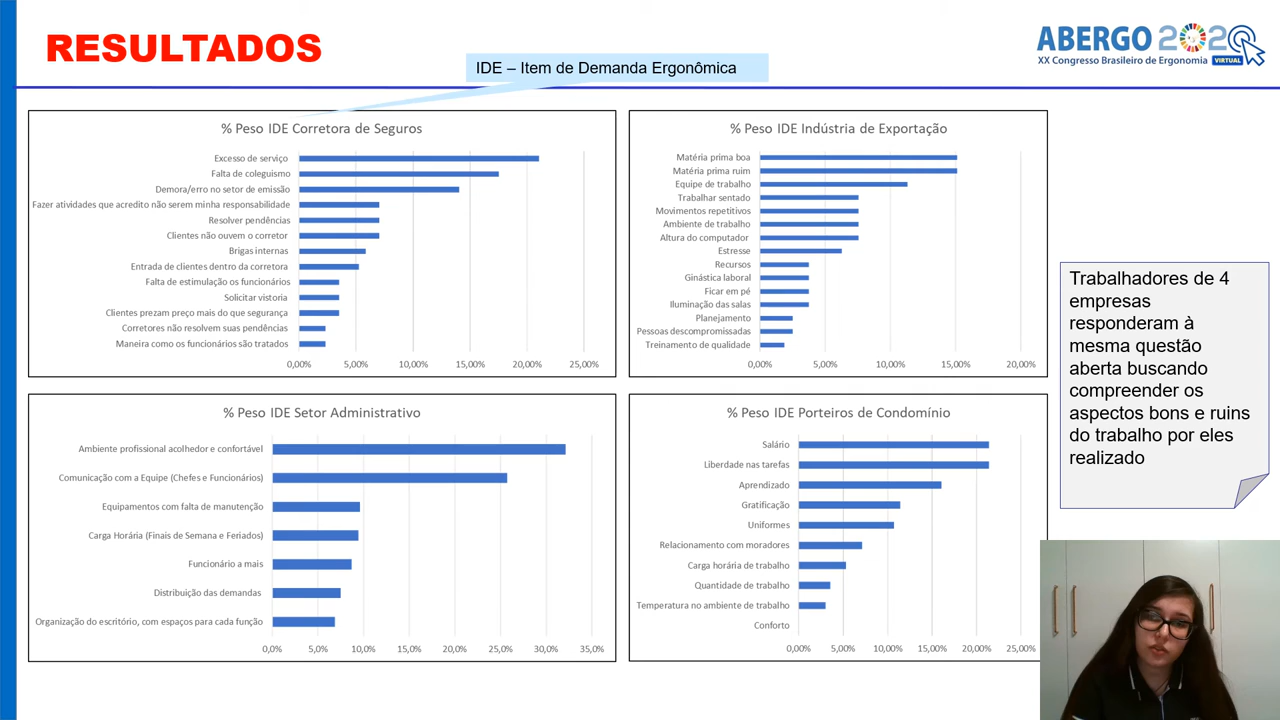 RESULTADOS
IDE – Item de Demanda Ergonômica
ABERGO 2020
XX Congresso Brasileiro de Ergonomia VIRTUAL
% Peso IDE Corretora de Seguros
Excesso de serviço
Falta de coleguismo
Demora/erro no setor de emissão
Fazer atividades que acredito não serem minha responsabilidade
Resolver pendências
Clientes não ouvem o corretor
Brigas internas
Entrada de clientes dentro da corretora
Falta de estimulação os funcionários
Solicitar vistoria
Clientes prezam preço mais do que segurança
Corretores não resolvem suas pendências
Maneira como os funcionários são tratados
0,00% 5,00% 10,00% 15,00% 20,00% 25,00%
% Peso IDE Indústria de Exportação
Matéria prima boa
Matéria prima ruim
Equipe de trabalho
Trabalhar sentado
Movimentos repetitivos
Ambiente de trabalho
Altura do computador
Estresse
Recursos
Ginástica laboral
Ficar em pé
Iluminação das salas
Planejamento
Pessoas descompromissadas
Treinamento de qualidade
0,00% 5,00% 10,00% 15,00% 20,00%
% Peso IDE Setor Administrativo
Ambiente profissional acolhedor e confortável
Comunicação com a Equipe (Chefes e Funcionários)
Equipamentos com falta de manutenção
Carga Horária (Finais de Semana e Feriados)
Funcionário a mais
Distribuição das demandas
Organização do escritório, com espaços para cada função
0,0% 5,0% 10,0% 15,0% 20,0% 25,0% 30,0% 35,0%
% Peso IDE Porteiros de Condomínio
Salário
Liberdade nas tarefas
Aprendizado
Gratificação
Uniformes
Relacionamento com moradores
Carga horária de trabalho
Quantidade de trabalho
Temperatura no ambiente de trabalho
Conforto
0,00% 5,00% 10,00% 15,00% 20,00% 25,00%
Trabalhadores de 4
empresas
responderam à
mesma questão
aberta buscando
compreender os
aspectos bons e ruins
do trabalho por eles
realizado